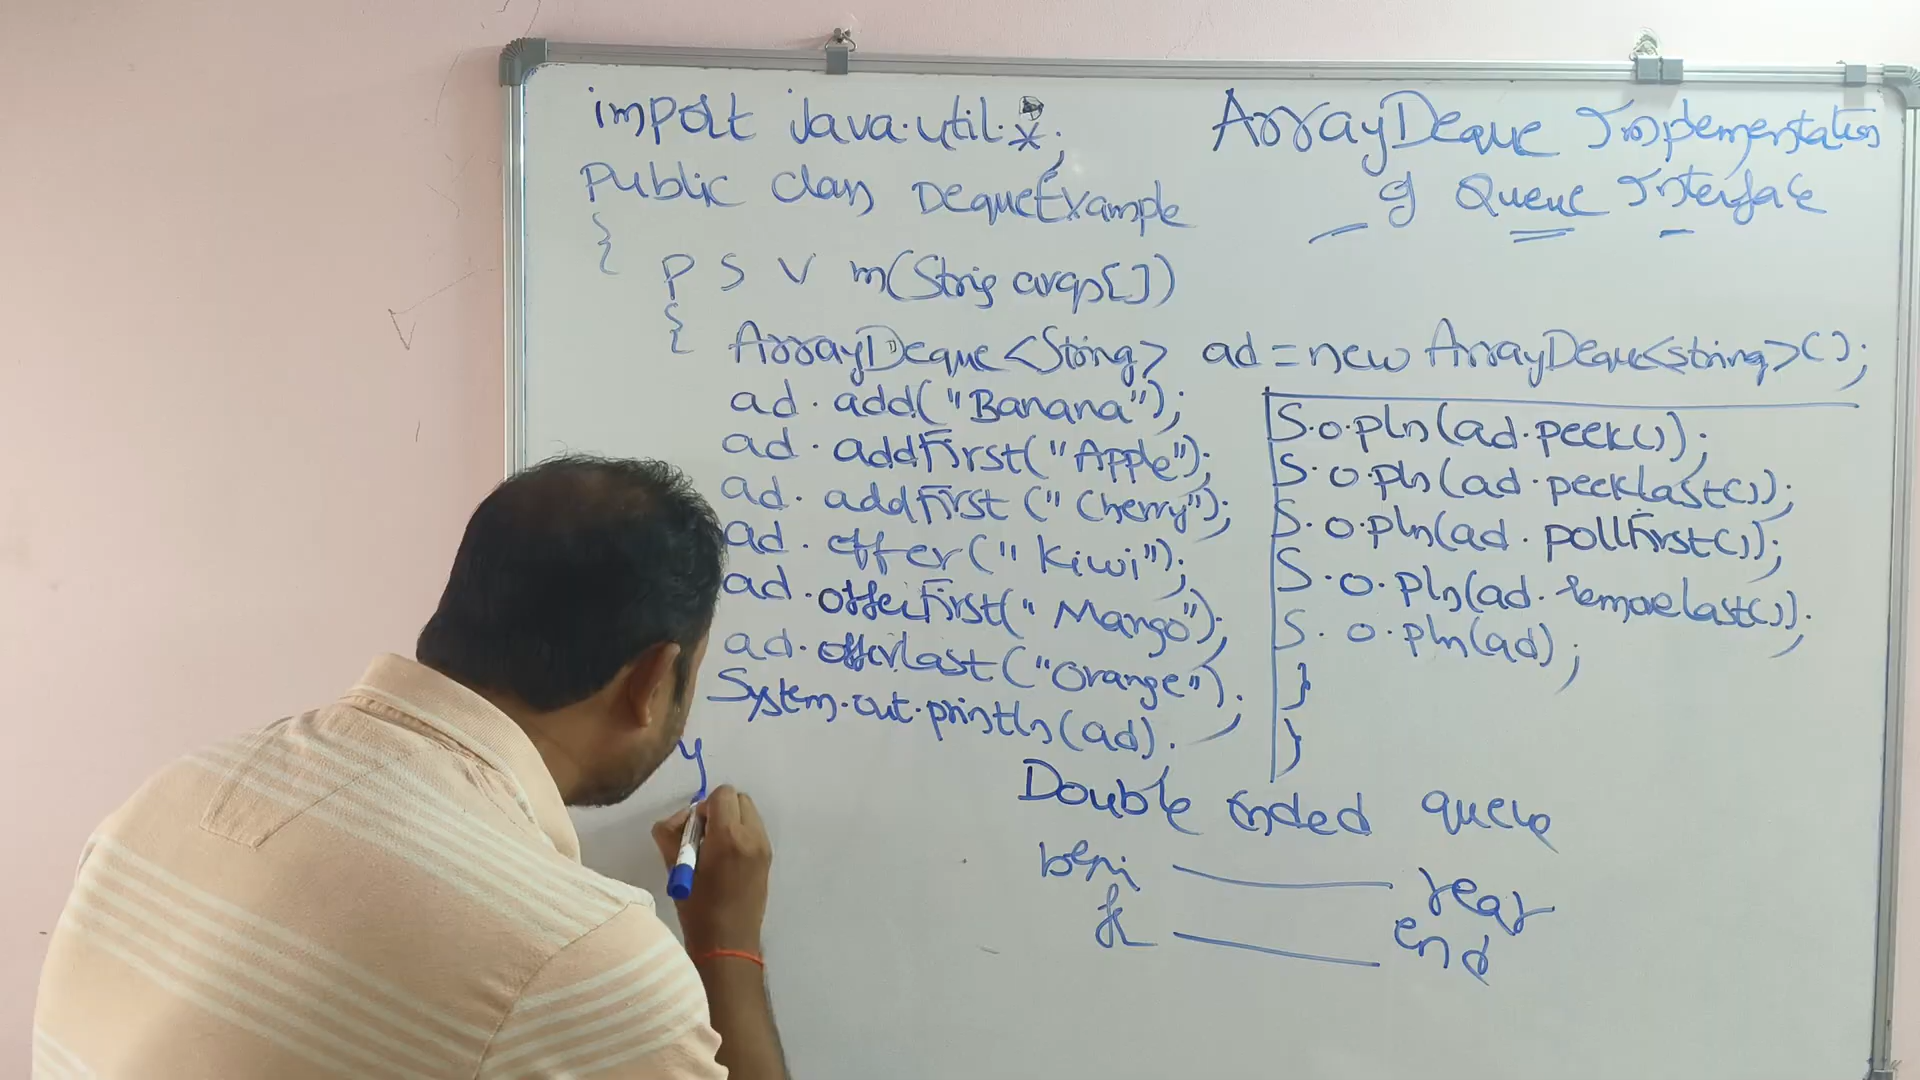 import java.util.*;
Public class DequeExample
{
P S V m(String args[])
{
ArrayDeque<String> ad = new ArrayDeque<string>();
ad.add("Banana");
ad.addFirst("Apple");
ad.addFirst("Cherry");
ad.offer("Kiwi");
ad.offerFirst("Mango");
ad.offerlast("Orange");
System.out.println(ad);
y
ArrayDeque Implementation
of Queue Interface
S.o.pln(ad.peek());
S.o.pln(ad.peeklast());
S.o.pln(ad.pollFirst());
S.o.pln(ad.removelast());
S.o.pln(ad);
}
}
Double ended queue
rear
end